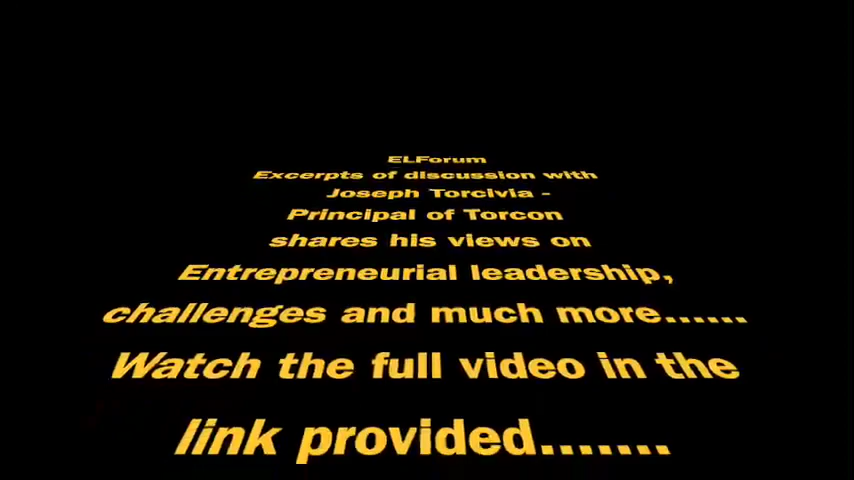 ELForum
Excerpts of discussion with
Joseph Torcivia -
Principal of Torcon
shares his views on
Entrepreneurial leadership,
challenges and much more......
Watch the full video in the
link provided.......